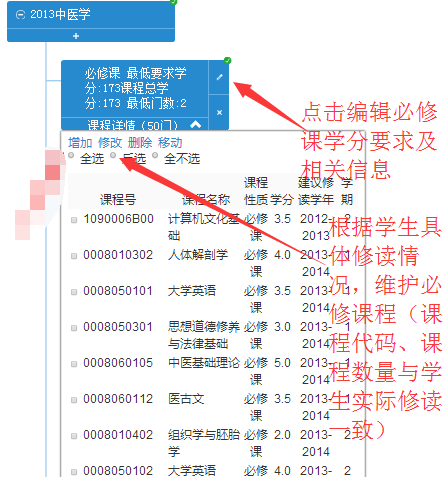 2013中医学
+
必修课 最低要求学
分:173课程总学
分:173 最低门数:2
×
课程详情（50门）
增加 修改 删除 移动
全选 反选 全不选
课程号 课程名称 课程性质 学分 建议修读学年 学期
1090006B00 计算机文化基础 必修课 3.5 2012-2013 2
0008010302 人体解剖学 必修课 4.0 2013-2014 1
0008050101 大学英语 必修课 3.5 2013-2014 1
0008050301 思想道德修养与法律基础 必修课 3.0 2013-2014 1
0008060105 中医基础理论 必修课 5.0 2013-2014 1
0008060112 医古文 必修课 3.5 2013-2014 1
0008010402 组织学与胚胎学 必修课 2.0 2013-2014 2
0008050102 大学英语 必修 4.0 2013- 2
点击编辑必修
课学分要求及
相关信息
根据学生具
体修读情
况，维护必
修课程（课
程代码、课
程数量与学
生实际修读
一致）